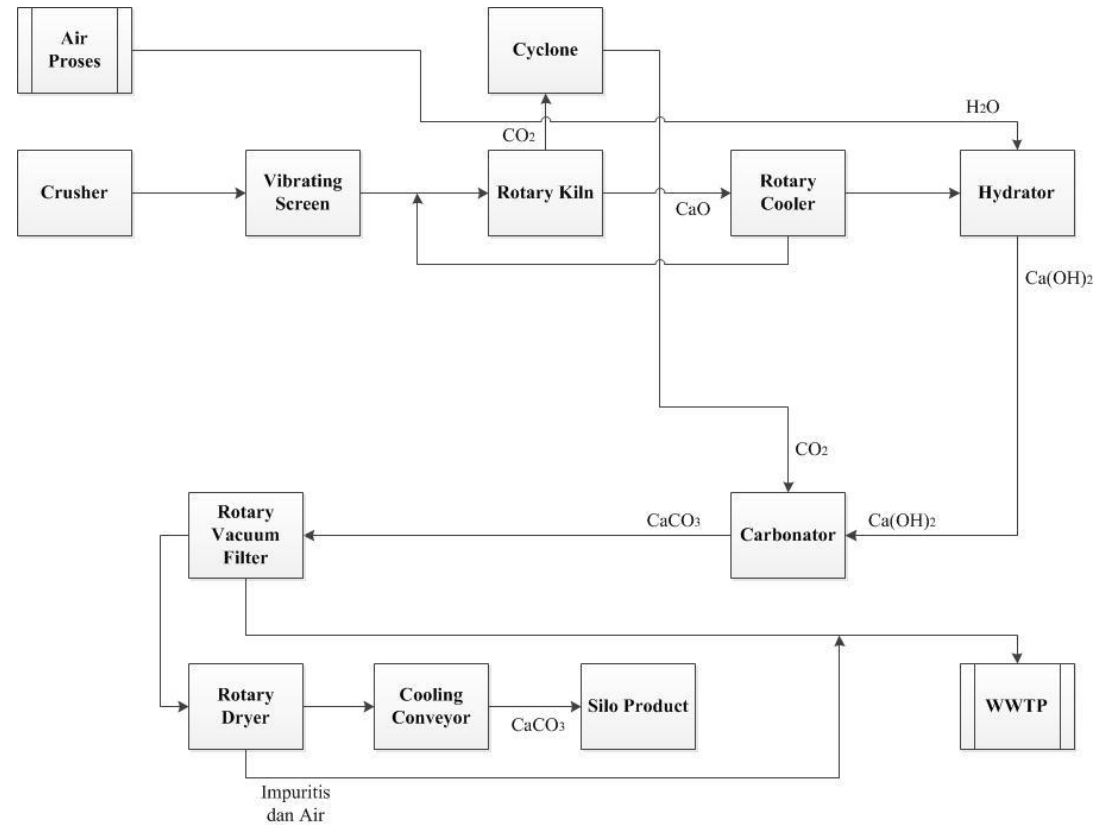 Air
Proses
Cyclone
H₂O
CO₂
Crusher
Vibrating
Screen
Rotary Kiln
CaO
Rotary
Cooler
Hydrator
Ca(OH)₂
CO₂
Rotary
Vacuum
Filter
CaCO₃
Carbonator
Ca(OH)₂
Rotary
Dryer
Cooling
Conveyor
CaCO₃
Silo Product
WWTP
Impuritis
dan Air